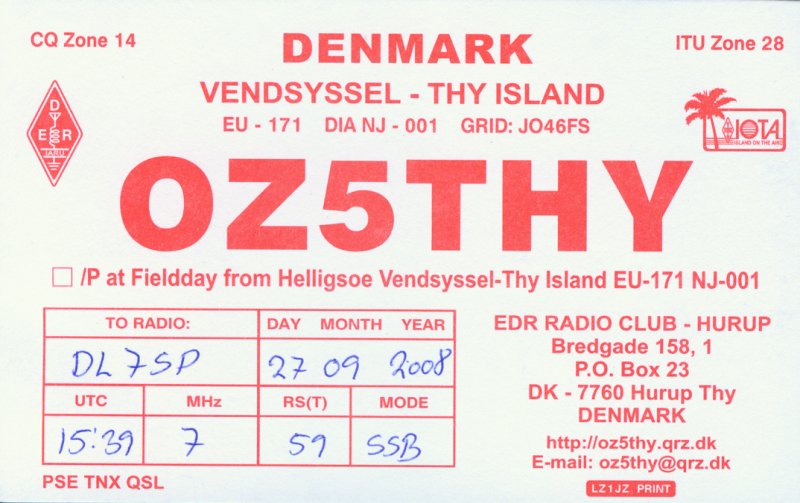 CQ Zone 14
DENMARK
ITU Zone 28
VENDSYSSEL - THY ISLAND
EU - 171 DIA NJ - 001 GRID: JO46FS
D
E R
IARU
IOTA
ISLAND ON THE AIR
OZ5THY
/P at Fieldday from Helligsoe Vendsyssel-Thy Island EU-171 NJ-001
TO RADIO: DAY MONTH YEAR
DL7SP 27 09 2008
UTC MHz RS(T) MODE
15:39 7 59 SSB
PSE TNX QSL
EDR RADIO CLUB - HURUP
Bredgade 158, 1
P.O. Box 23
DK - 7760 Hurup Thy
DENMARK
http://oz5thy.qrz.dk
E-mail: oz5thy@qrz.dk
LZ1JZ PRINT